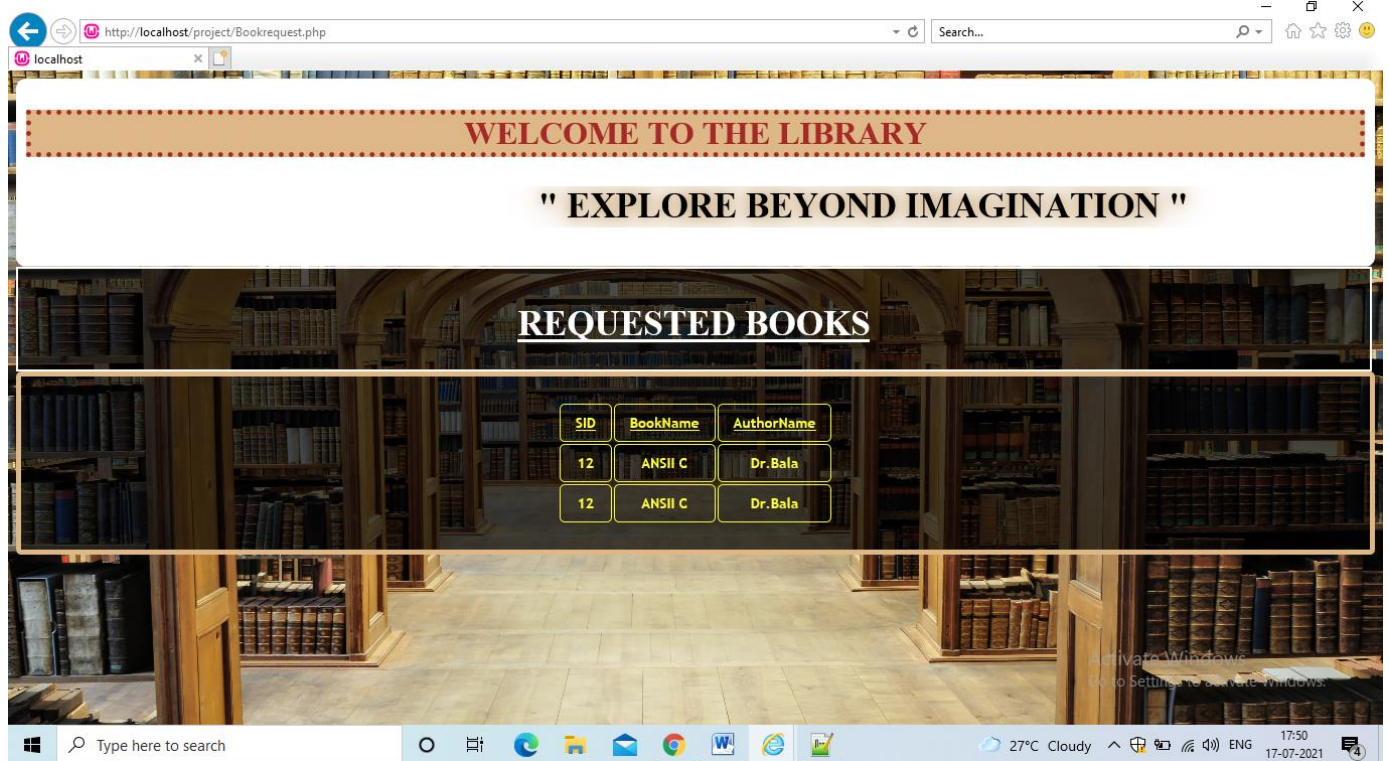 http://localhost/project/Bookrequest.php
Search...
localhost
WELCOME TO THE LIBRARY
" EXPLORE BEYOND IMAGINATION "
REQUESTED BOOKS
SID BookName AuthorName
12 ANSII C Dr.Bala
12 ANSII C Dr.Bala
Activate Windows
Go to Settings to activate Windows.
Type here to search
27°C Cloudy
ENG
17:50
17-07-2021
4